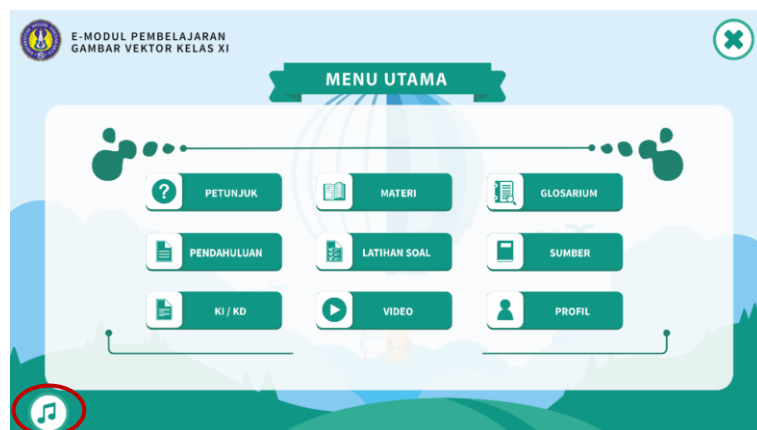 E-MODUL PEMBELAJARAN
GAMBAR VEKTOR KELAS XI
MENU UTAMA
PETUNJUK
MATERI
GLOSARIUM
PENDAHULUAN
LATIHAN SOAL
SUMBER
KI / KD
VIDEO
PROFIL